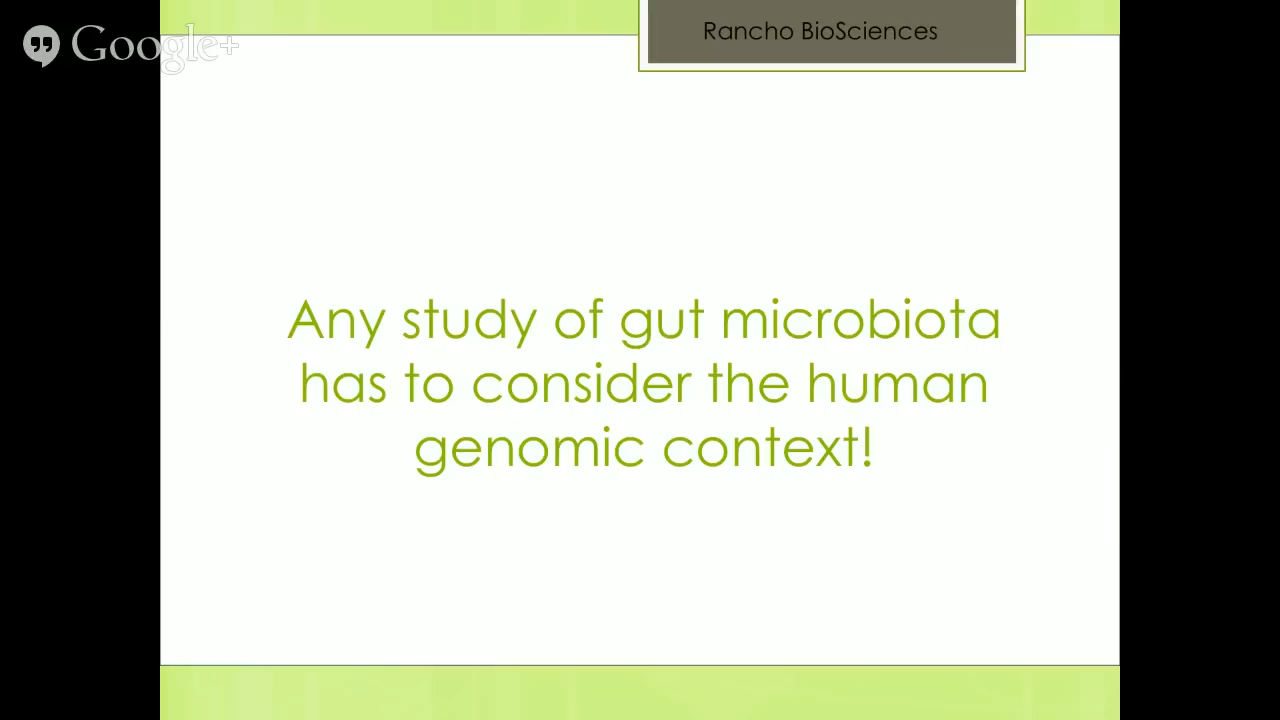 Google+
Rancho BioSciences
Any study of gut microbiota
has to consider the human
genomic context!